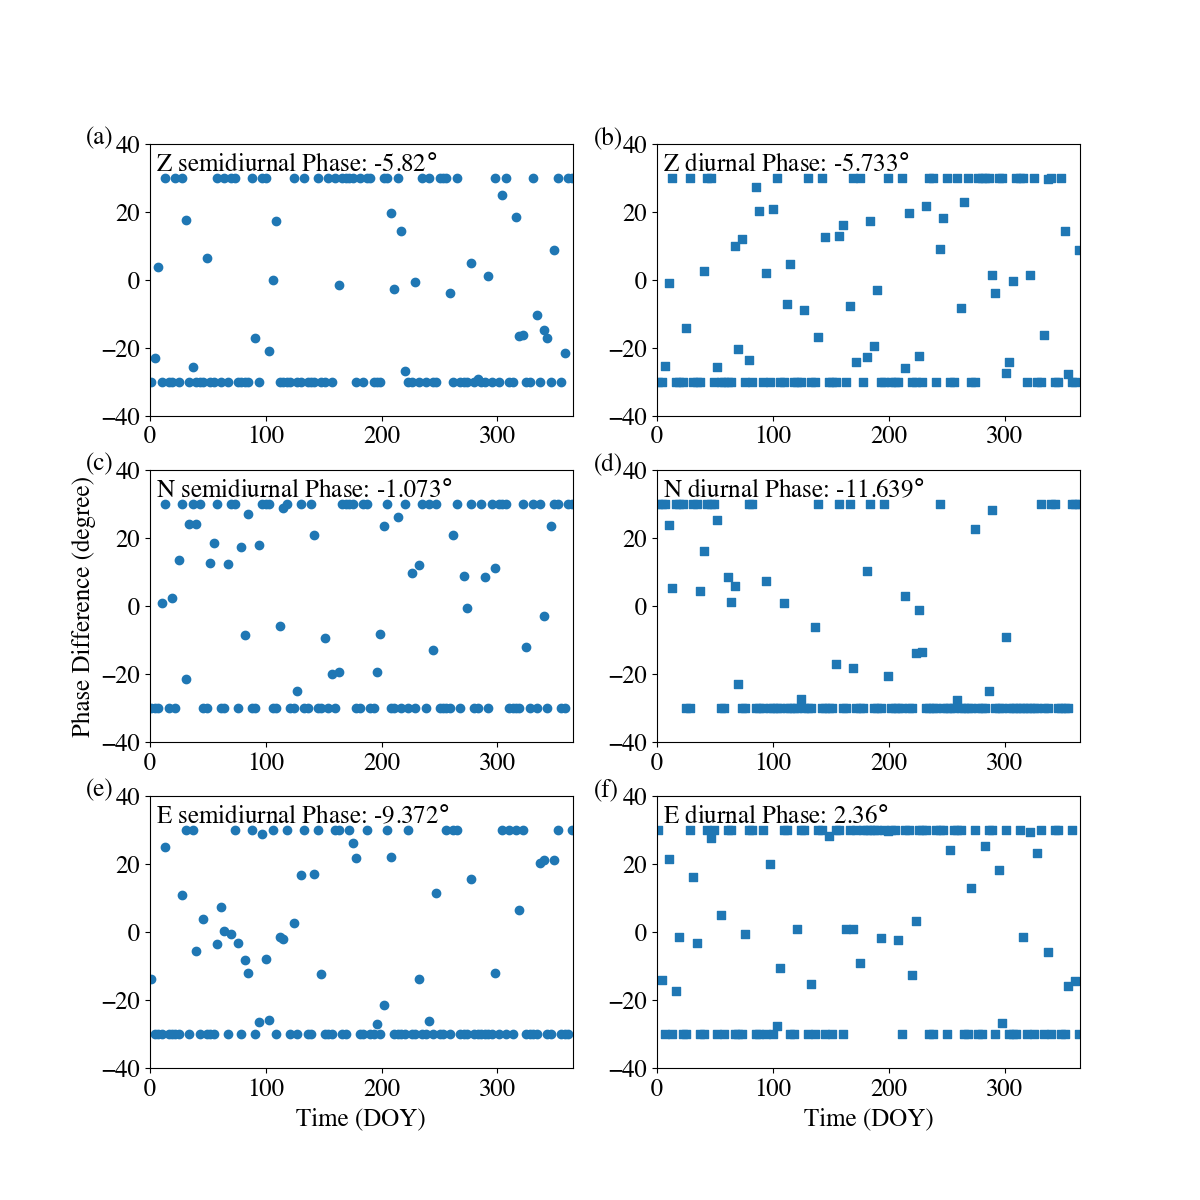 (a)
Z semidiurnal Phase: -5.82°
40
20
0
−20
−40
0 100 200 300
(b)
Z diurnal Phase: -5.733°
40
20
0
−20
−40
0 100 200 300
Phase Difference (degree)
(c)
N semidiurnal Phase: -1.073°
40
20
0
−20
−40
0 100 200 300
(d)
N diurnal Phase: -11.639°
40
20
0
−20
−40
0 100 200 300
(e)
E semidiurnal Phase: -9.372°
40
20
0
−20
−40
0 100 200 300
Time (DOY)
(f)
E diurnal Phase: 2.36°
40
20
0
−20
−40
0 100 200 300
Time (DOY)